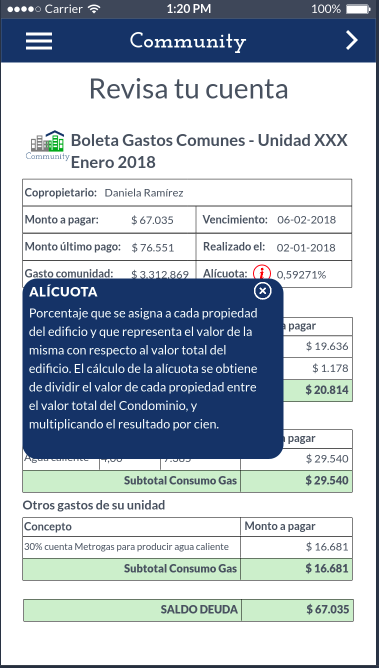 Carrier 1:20 PM 100%
Community
Revisa tu cuenta
Community
Boleta Gastos Comunes - Unidad XXX
Enero 2018
Copropietario: Daniela Ramírez
Monto a pagar: $ 67.035 Vencimiento: 06-02-2018
Monto último pago: $ 76.551 Realizado el: 02-01-2018
Gasto comunidad: $ 3.312.869 Alícuota: i 0,59271%
ALÍCUOTA
Porcentaje que se asigna a cada propiedad
del edificio y que representa el valor de la
misma con respecto al valor total del
edificio. El cálculo de la alícuota se obtiene
de dividir el valor de cada propiedad entre
el valor total del Condominio, y
multiplicando el resultado por cien.
a pagar
$ 19.636
$ 1.178
$ 20.814
a pagar
Agua caliente $ 29.540
Subtotal Consumo Gas $ 29.540
Otros gastos de su unidad
Concepto Monto a pagar
30% cuenta Metrogas para producir agua caliente $ 16.681
Subtotal Consumo Gas $ 16.681
SALDO DEUDA $ 67.035